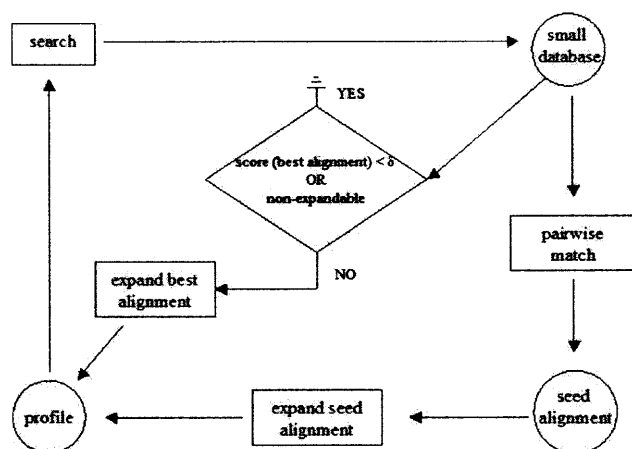 search
small
database
YES
Score (best alignment) < δ
OR
non-expandable
pairwise
match
NO
expand best
alignment
profile
expand seed
alignment
seed
alignment